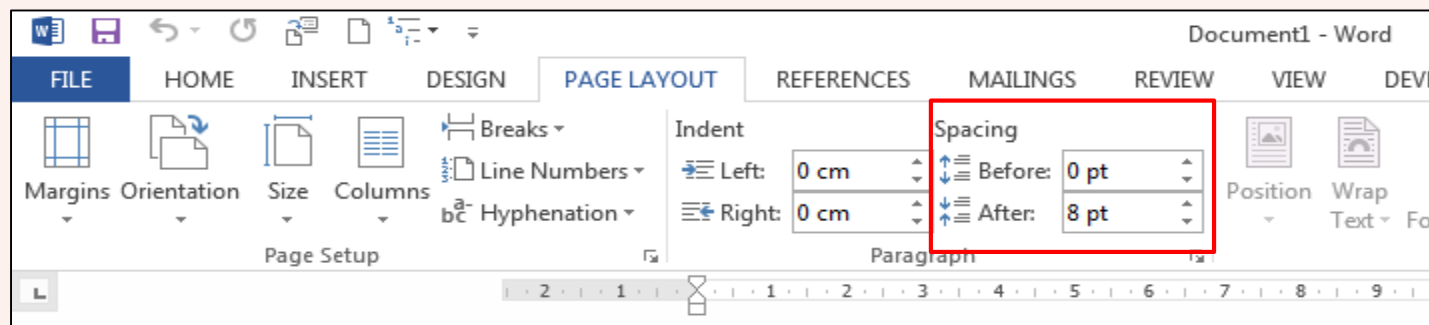 Document1 - Word
FILE HOME INSERT DESIGN PAGE LAYOUT REFERENCES MAILINGS REVIEW VIEW
Margins Orientation Size Columns
Breaks
Line Numbers
Hyphenation
Page Setup
Indent
Left: 0 cm
Right: 0 cm
Spacing
Before: 0 pt
After: 8 pt
Paragraph
Position
Wrap
Text
2 1 1 2 3 4 5 6 7 8 9